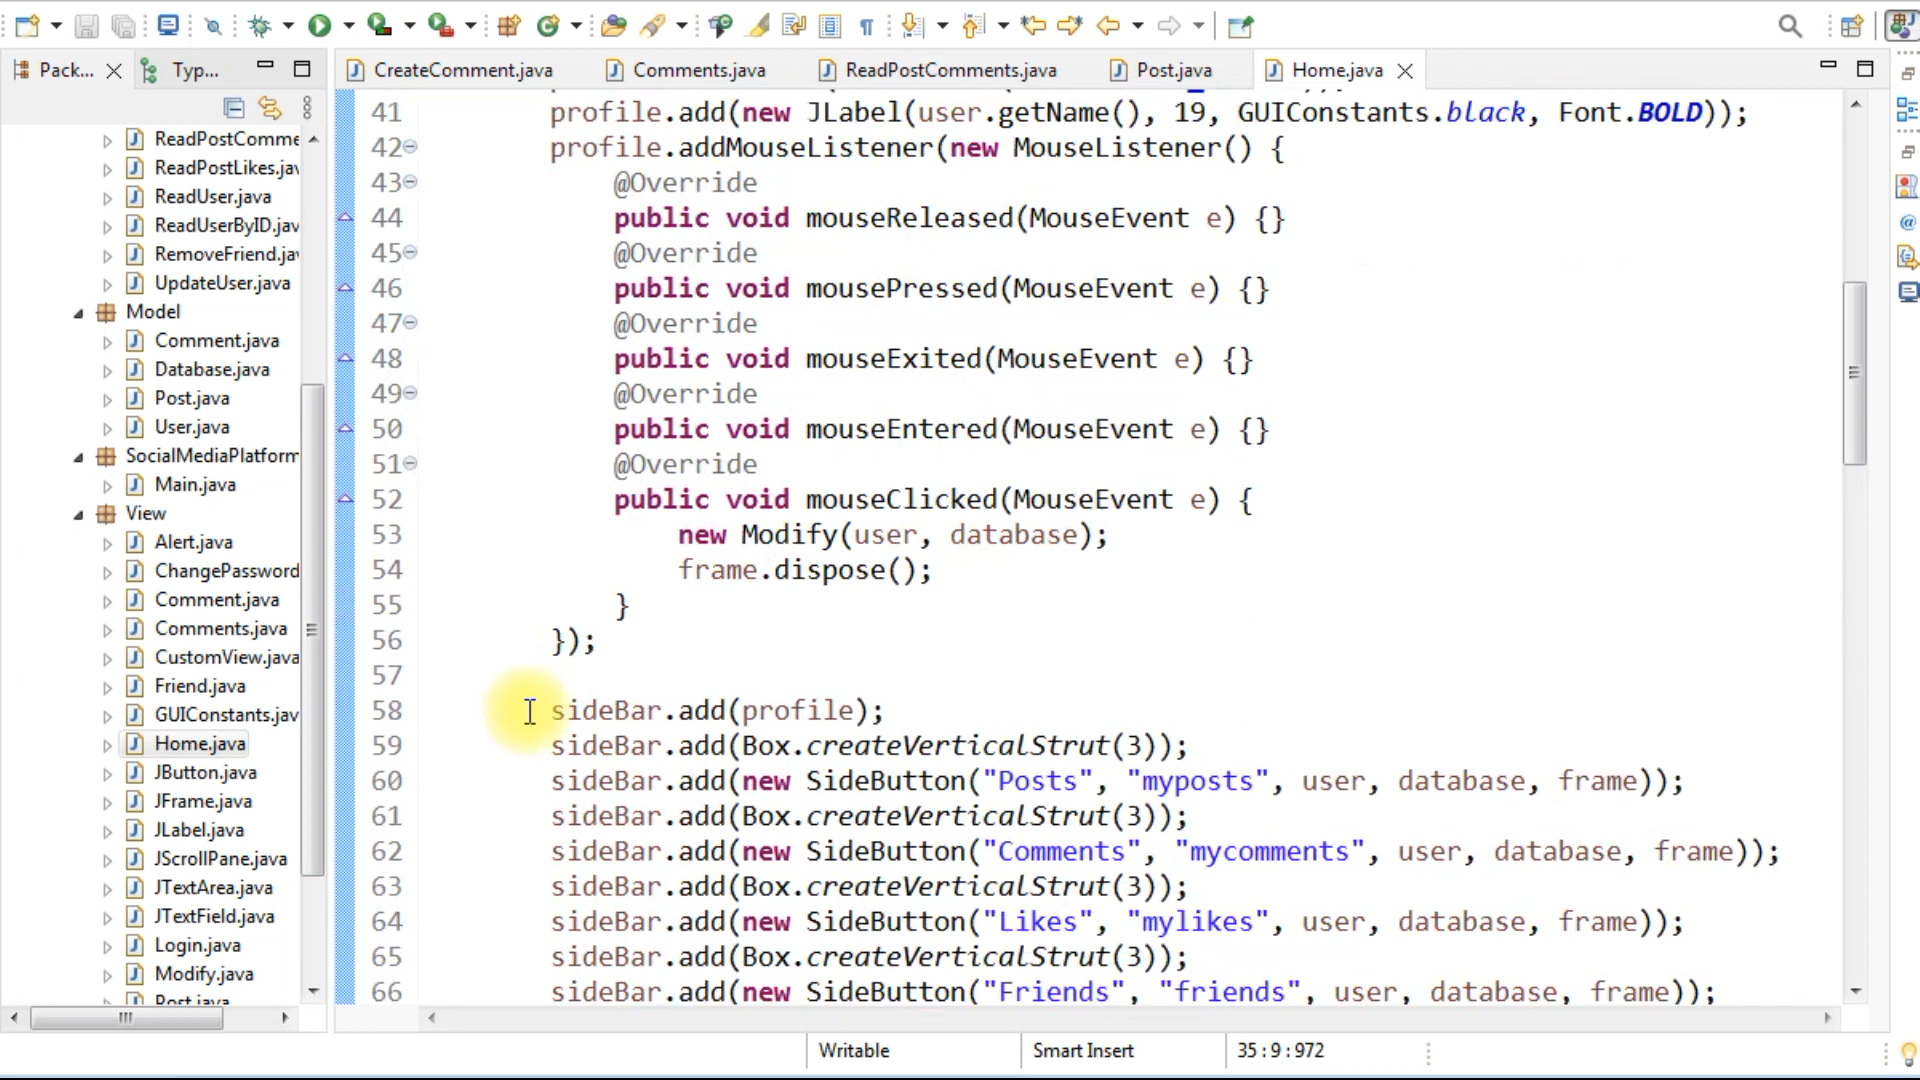 Pack...
Typ...
CreateComment.java
Comments.java
ReadPostComments.java
Post.java
Home.java
ReadPostComme
ReadPostLikes.jav
ReadUser.java
ReadUserByID.jav
RemoveFriend.jav
UpdateUser.java
Model
Comment.java
Database.java
Post.java
User.java
SocialMediaPlatform
Main.java
View
Alert.java
ChangePassword
Comment.java
Comments.java
CustomView.java
Friend.java
GUIConstants.jav
Home.java
JButton.java
JFrame.java
JLabel.java
JScrollPane.java
JTextArea.java
JTextField.java
Login.java
Modify.java
Post.java
41 profile.add(new JLabel(user.getName(), 19, GUIConstants.black, Font.BOLD));
42 profile.addMouseListener(new MouseListener() {
43 @Override
44 public void mouseReleased(MouseEvent e) {}
45 @Override
46 public void mousePressed(MouseEvent e) {}
47 @Override
48 public void mouseExited(MouseEvent e) {}
49 @Override
50 public void mouseEntered(MouseEvent e) {}
51 @Override
52 public void mouseClicked(MouseEvent e) {
53 new Modify(user, database);
54 frame.dispose();
55 }
56 });
57
58 sideBar.add(profile);
59 sideBar.add(Box.createVerticalStrut(3));
60 sideBar.add(new SideButton("Posts", "myposts", user, database, frame));
61 sideBar.add(Box.createVerticalStrut(3));
62 sideBar.add(new SideButton("Comments", "mycomments", user, database, frame));
63 sideBar.add(Box.createVerticalStrut(3));
64 sideBar.add(new SideButton("Likes", "mylikes", user, database, frame));
65 sideBar.add(Box.createVerticalStrut(3));
66 sideBar.add(new SideButton("Friends", "friends", user, database, frame));
Writable
Smart Insert
35 : 9 : 972